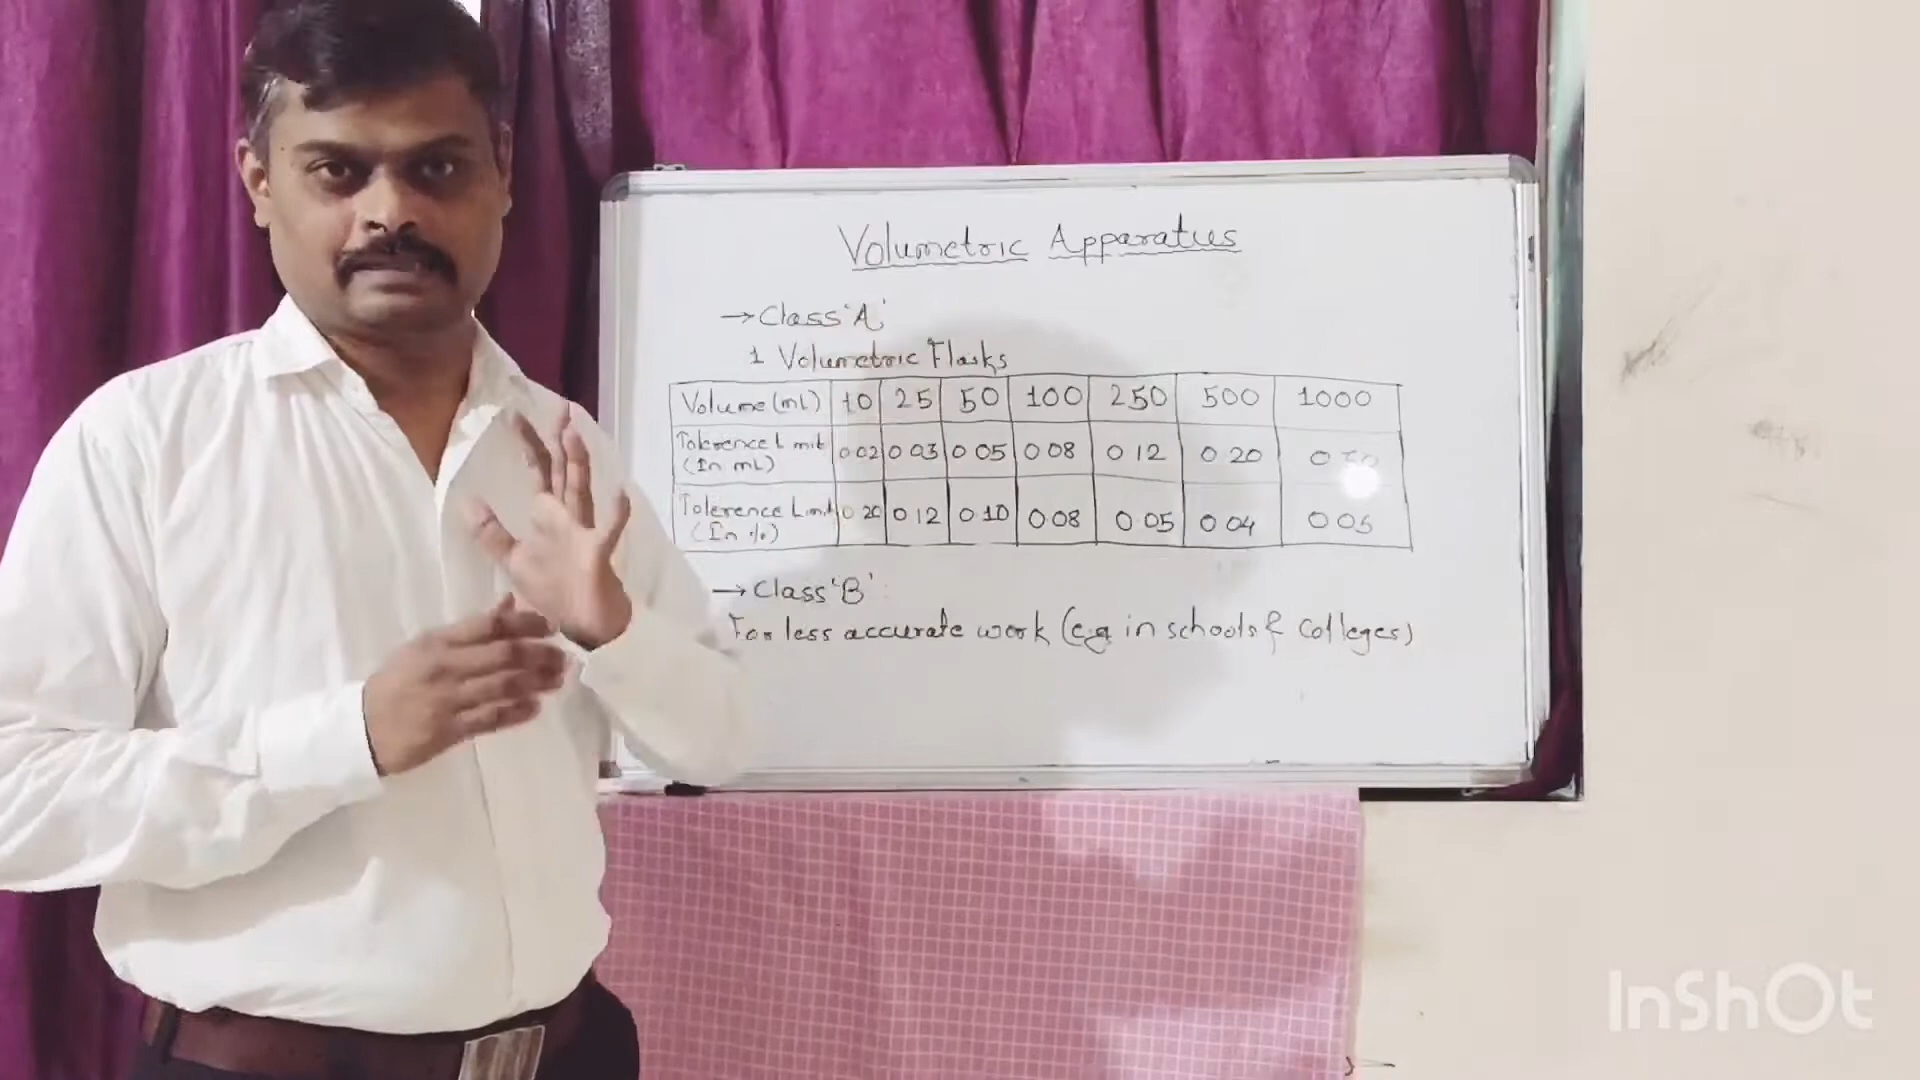 Volumetric Apparatus
→ Class 'A'
1 Volumetric Flasks
Volume (mL) 10 25 50 100 250 500 1000
Tolerence Limit (In mL) 0.02 0.03 0.05 0.08 0.12 0.20
Tolerence Limit (In %) 0.20 0.12 0.10 0.08 0.05 0.04 0.05
→ Class 'B'
For less accurate work (e.g in schools & colleges)
InShOt